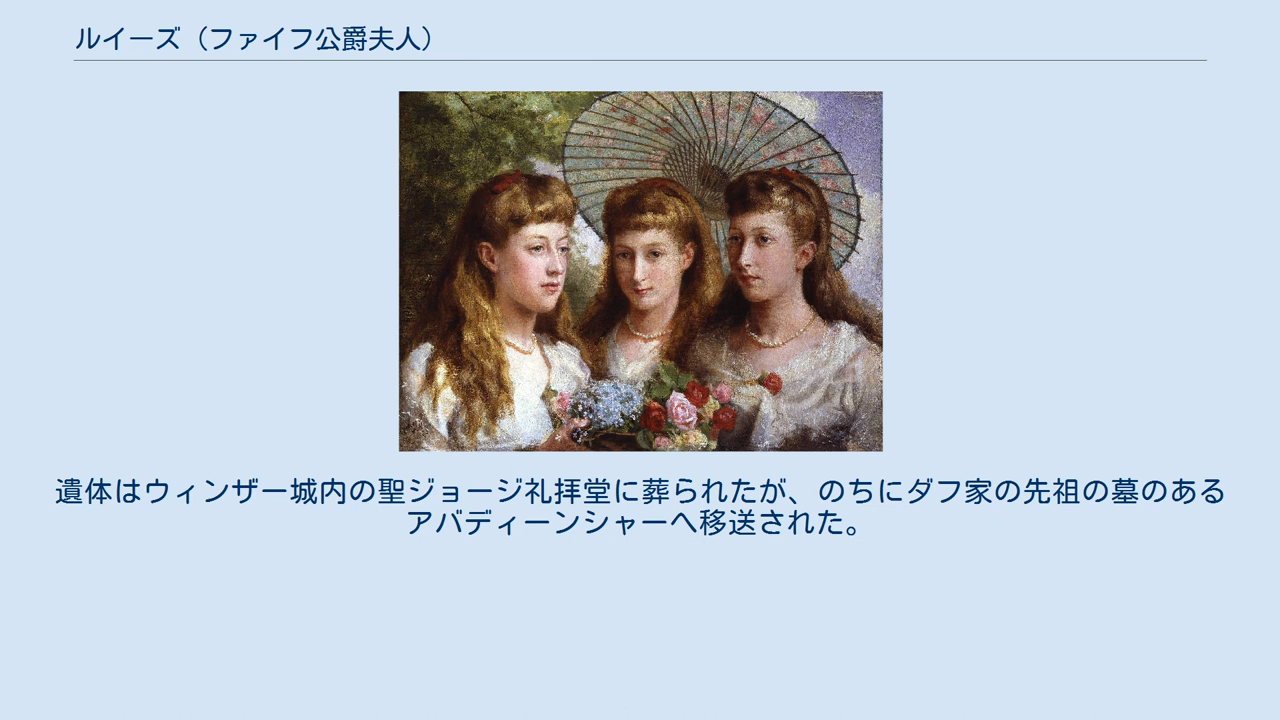 ルイーズ（ファイフ公爵夫人）
遺体はウィンザー城内の聖ジョージ礼拝堂に葬られたが、のちにダフ家の先祖の墓のある
アバディーンシャーへ移送された。